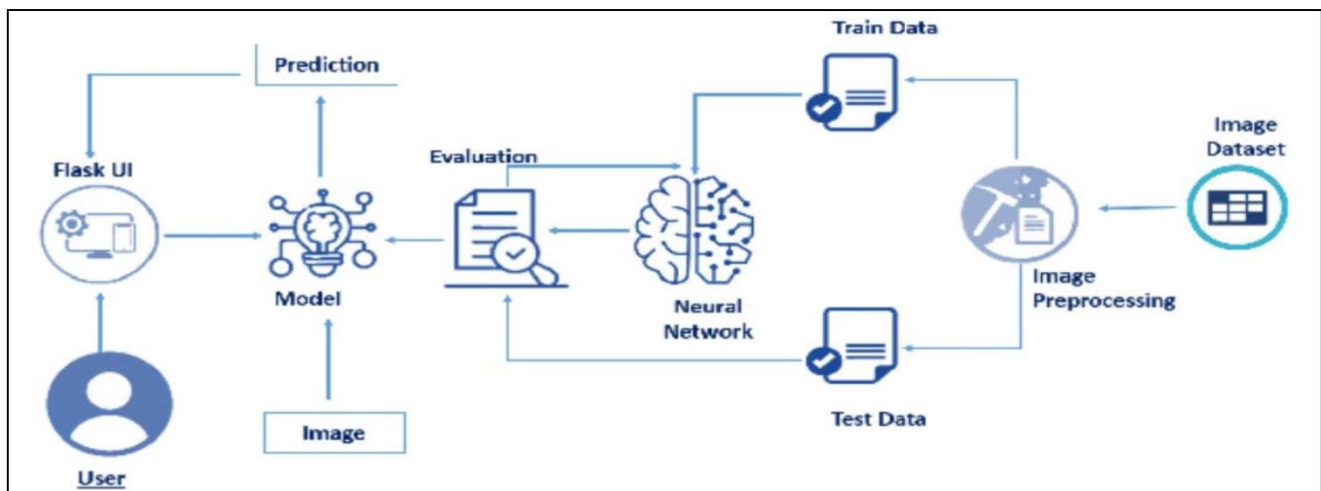 Train Data
Prediction
Image
Dataset
Evaluation
Flask UI
Image
Preprocessing
Model
Neural
Network
Test Data
Image
User